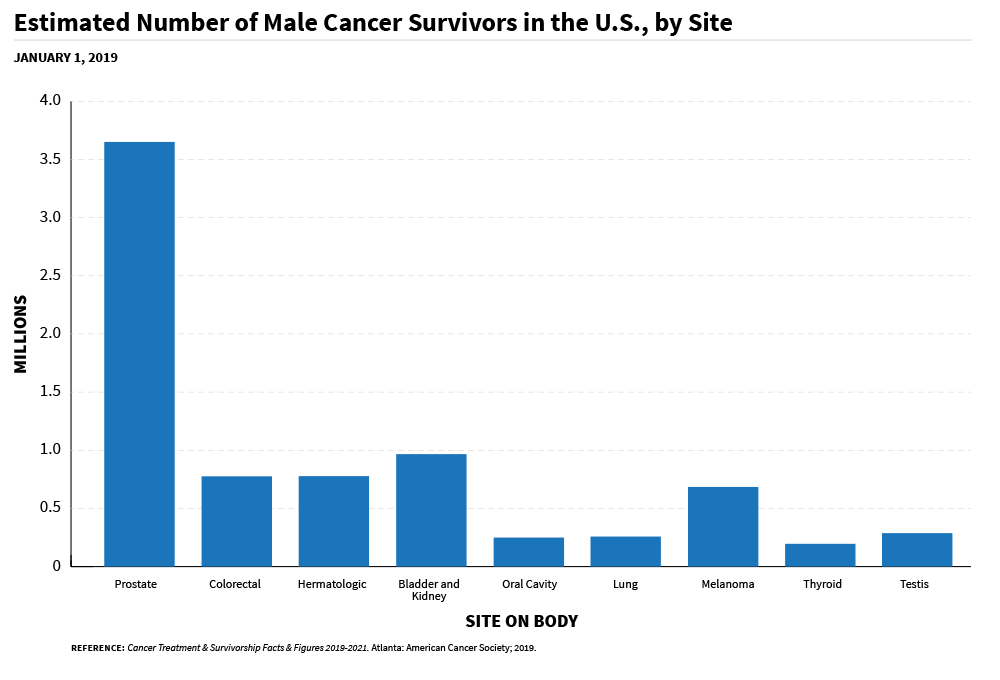 Estimated Number of Male Cancer Survivors in the U.S., by Site
JANUARY 1, 2019
4.0
3.5
3.0
2.5
2.0
1.5
1.0
0.5
0
MILLIONS
Prostate
Colorectal
Hermatologic
Bladder and
Kidney
Oral Cavity
Lung
Melanoma
Thyroid
Testis
SITE ON BODY
REFERENCE: Cancer Treatment & Survivorship Facts & Figures 2019-2021. Atlanta: American Cancer Society; 2019.